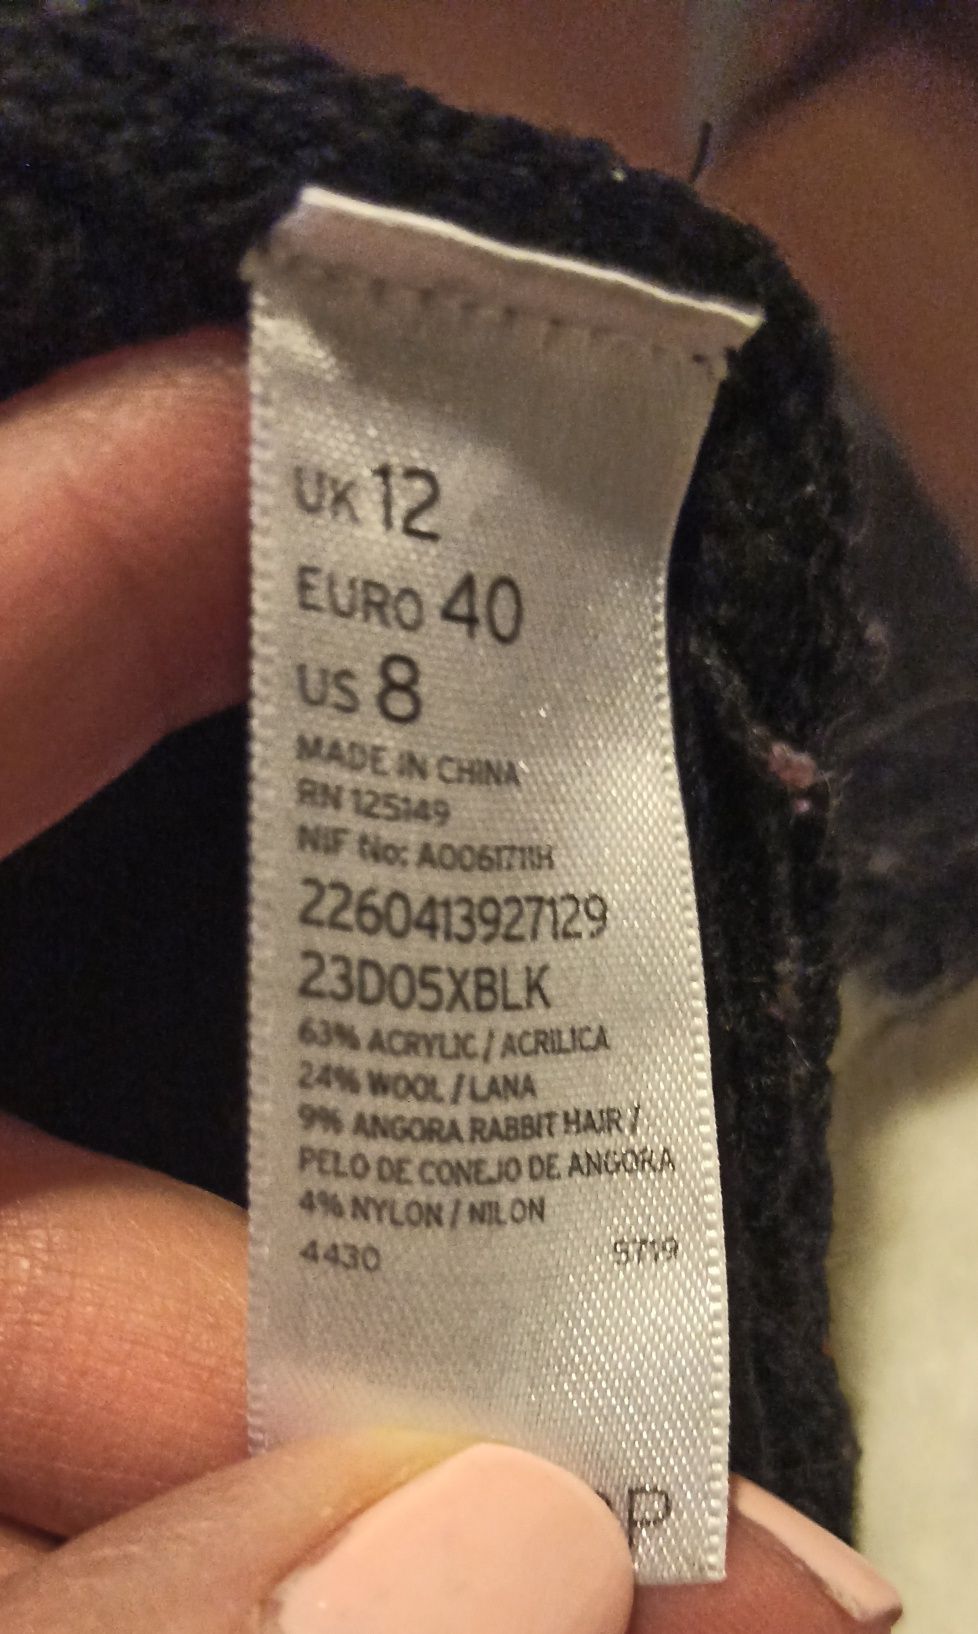 UK 12
EURO 40
US 8
MADE IN CHINA
RN 125149
NIF No: A0061711H
2260413927129
23D05XBLK
63% ACRYLIC / ACRILICA
24% WOOL / LANA
9% ANGORA RABBIT HAIR /
PELO DE CONEJO DE ANGORA
4% NYLON / NILON
4430 5719